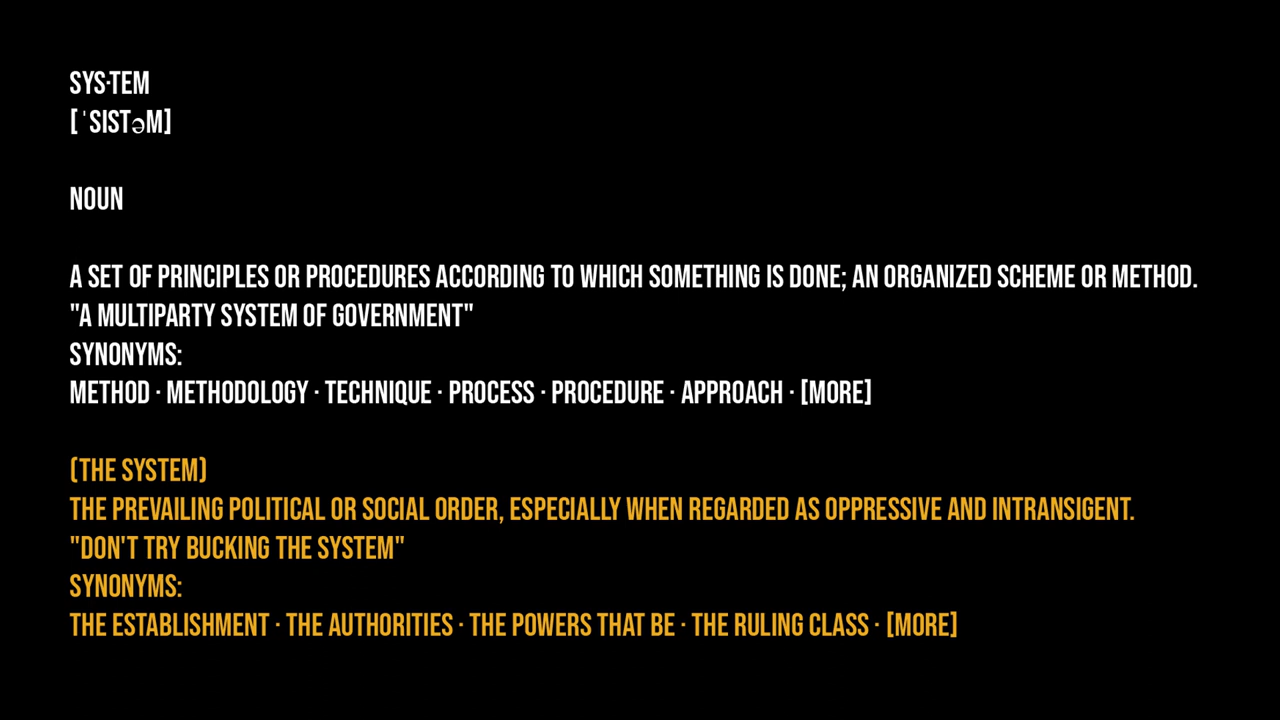 SYS·TEM
[ˈSISTəM]
NOUN
A SET OF PRINCIPLES OR PROCEDURES ACCORDING TO WHICH SOMETHING IS DONE; AN ORGANIZED SCHEME OR METHOD.
"A MULTIPARTY SYSTEM OF GOVERNMENT"
SYNONYMS:
METHOD · METHODOLOGY · TECHNIQUE · PROCESS · PROCEDURE · APPROACH · [MORE]
(THE SYSTEM)
THE PREVAILING POLITICAL OR SOCIAL ORDER, ESPECIALLY WHEN REGARDED AS OPPRESSIVE AND INTRANSIGENT.
"DON'T TRY BUCKING THE SYSTEM"
SYNONYMS:
THE ESTABLISHMENT · THE AUTHORITIES · THE POWERS THAT BE · THE RULING CLASS · [MORE]